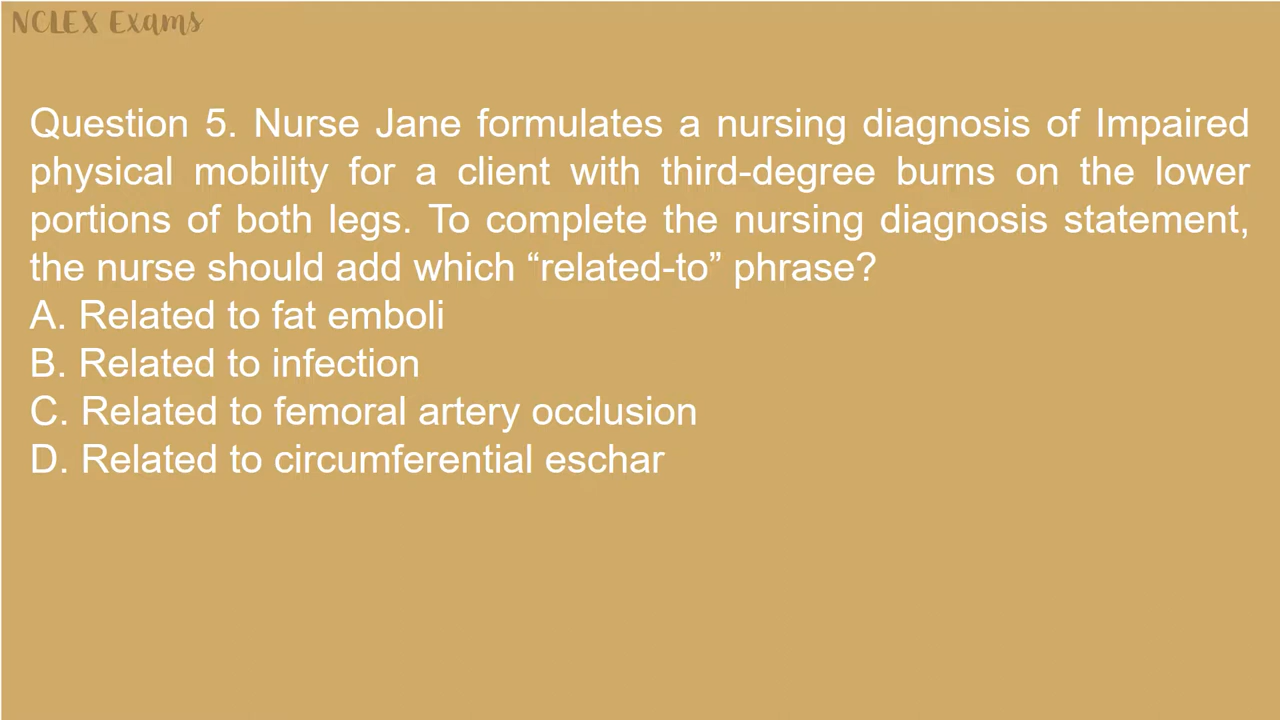 NCLEX Exams
Question 5. Nurse Jane formulates a nursing diagnosis of Impaired
physical mobility for a client with third-degree burns on the lower
portions of both legs. To complete the nursing diagnosis statement,
the nurse should add which “related-to” phrase?
A. Related to fat emboli
B. Related to infection
C. Related to femoral artery occlusion
D. Related to circumferential eschar